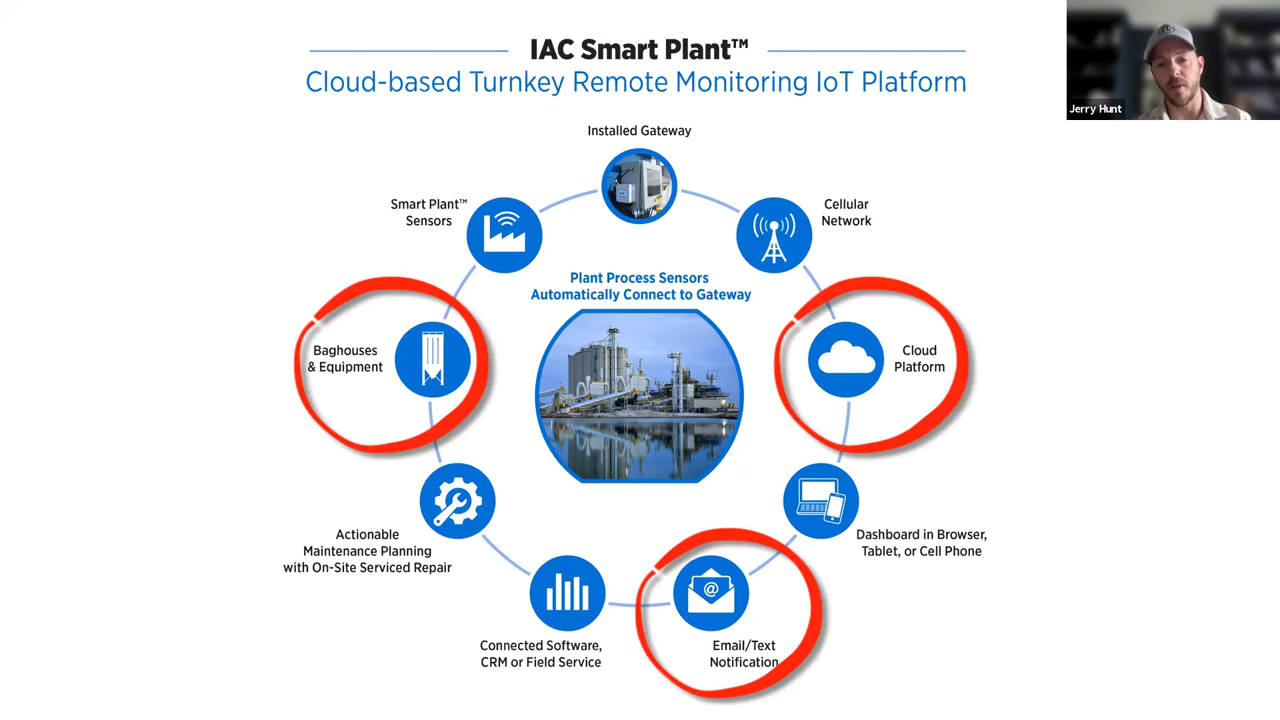 IAC Smart Plant™
Cloud-based Turnkey Remote Monitoring IoT Platform
Jerry Hunt
Installed Gateway
Smart Plant™
Sensors
Cellular
Network
Plant Process Sensors
Automatically Connect to Gateway
Baghouses
& Equipment
Cloud
Platform
Actionable
Maintenance Planning
with On-Site Serviced Repair
Dashboard in Browser,
Tablet, or Cell Phone
@
Connected Software,
CRM or Field Service
Email/Text
Notification